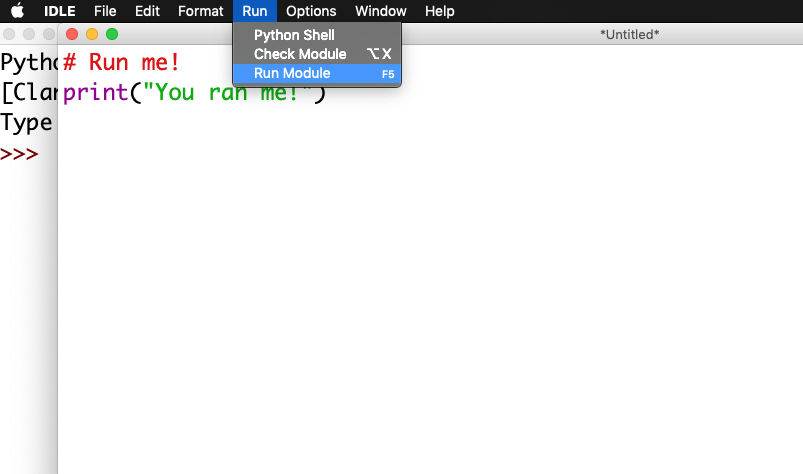 IDLE File Edit Format Run Options Window Help
*Untitled*
Python Shell
Check Module ⌥X
Run Module F5
# Run me!
print("You ran me!")
Type
>>>